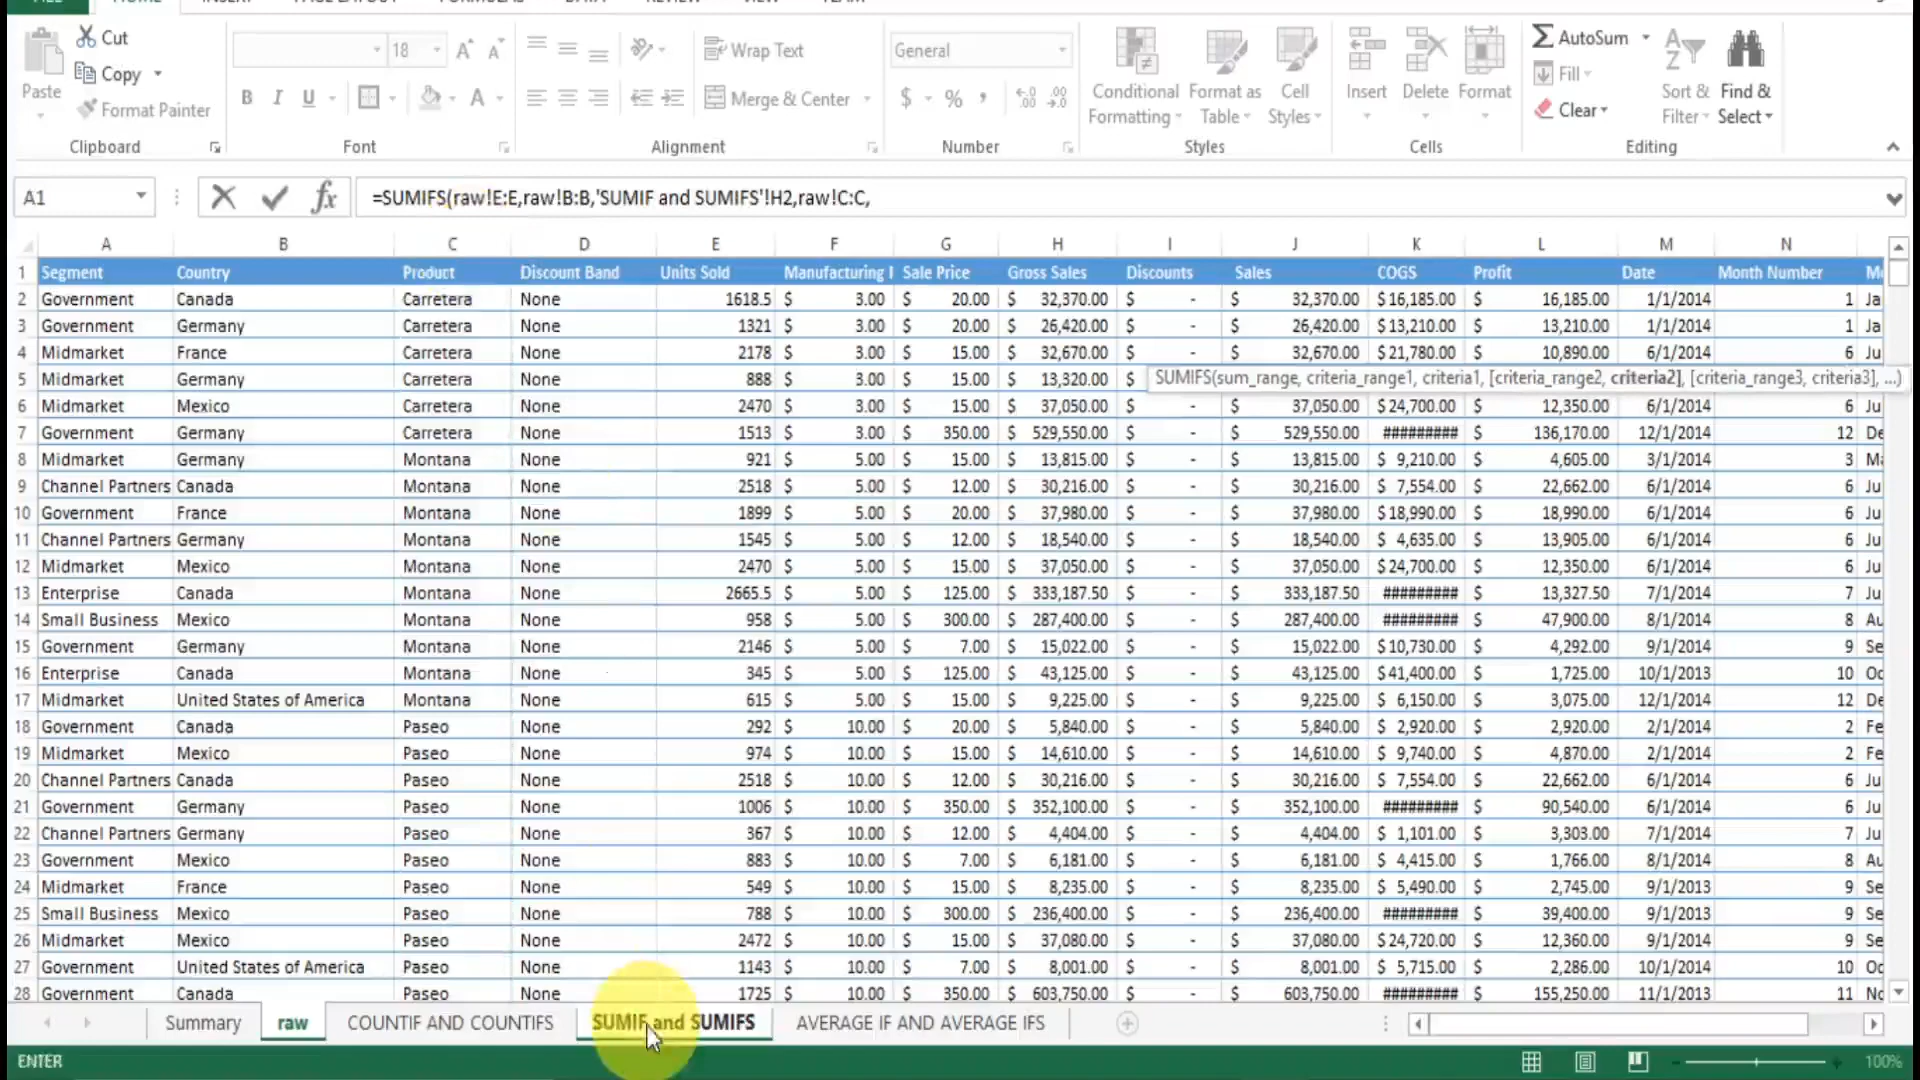 FILE HOME INSERT PAGE LAYOUT FORMULAS DATA REVIEW VIEW TEAM
Cut
Copy
Format Painter
Paste
Clipboard
18
B I U
Font
Wrap Text
Merge & Center
Alignment
General
$ % ,
Number
Conditional Formatting
Format as Table
Cell Styles
Styles
Insert
Delete
Format
Cells
AutoSum
Fill
Clear
Sort & Filter
Find & Select
Editing
A1 fx =SUMIFS(raw!E:E,raw!B:B,'SUMIF and SUMIFS'!H2,raw!C:C,
A B C D E F G H I J K L M N
1 Segment Country Product Discount Band Units Sold Manufacturing Sale Price Gross Sales Discounts Sales COGS Profit Date Month Number
2 Government Canada Carretera None 1618.5 $ 3.00 $ 20.00 $ 32,370.00 $ - $ 32,370.00 $16,185.00 $ 16,185.00 1/1/2014 1 Ja
3 Government Germany Carretera None 1321 $ 3.00 $ 20.00 $ 26,420.00 $ - $ 26,420.00 $13,210.00 $ 13,210.00 1/1/2014 1 Ja
4 Midmarket France Carretera None 2178 $ 3.00 $ 15.00 $ 32,670.00 $ - $ 32,670.00 $21,780.00 $ 10,890.00 6/1/2014 6 Ju
5 Midmarket Germany Carretera None 888 $ 3.00 $ 15.00 $ 13,320.00 $
SUMIFS(sum_range, criteria_range1, criteria1, [criteria_range2, criteria2], [criteria_range3, criteria3], ...)
6 Midmarket Mexico Carretera None 2470 $ 3.00 $ 15.00 $ 37,050.00 $ - $ 37,050.00 $24,700.00 $ 12,350.00 6/1/2014 6 Ju
7 Government Germany Carretera None 1513 $ 3.00 $ 350.00 $ 529,550.00 $ - $ 529,550.00 ######### $ 136,170.00 12/1/2014 12 De
8 Midmarket Germany Montana None 921 $ 5.00 $ 15.00 $ 13,815.00 $ - $ 13,815.00 $ 9,210.00 $ 4,605.00 3/1/2014 3 Ma
9 Channel Partners Canada Montana None 2518 $ 5.00 $ 12.00 $ 30,216.00 $ - $ 30,216.00 $ 7,554.00 $ 22,662.00 6/1/2014 6 Ju
10 Government France Montana None 1899 $ 5.00 $ 20.00 $ 37,980.00 $ - $ 37,980.00 $18,990.00 $ 18,990.00 6/1/2014 6 Ju
11 Channel Partners Germany Montana None 1545 $ 5.00 $ 12.00 $ 18,540.00 $ - $ 18,540.00 $ 4,635.00 $ 13,905.00 6/1/2014 6 Ju
12 Midmarket Mexico Montana None 2470 $ 5.00 $ 15.00 $ 37,050.00 $ - $ 37,050.00 $24,700.00 $ 12,350.00 6/1/2014 6 Ju
13 Enterprise Canada Montana None 2665.5 $ 5.00 $ 125.00 $ 333,187.50 $ - $ 333,187.50 ######### $ 13,327.50 7/1/2014 7 Ju
14 Small Business Mexico Montana None 958 $ 5.00 $ 300.00 $ 287,400.00 $ - $ 287,400.00 ######### $ 47,900.00 8/1/2014 8 Au
15 Government Germany Montana None 2146 $ 5.00 $ 7.00 $ 15,022.00 $ - $ 15,022.00 $10,730.00 $ 4,292.00 9/1/2014 9 Se
16 Enterprise Canada Montana None 345 $ 5.00 $ 125.00 $ 43,125.00 $ - $ 43,125.00 $41,400.00 $ 1,725.00 10/1/2013 10 Oc
17 Midmarket United States of America Montana None 615 $ 5.00 $ 15.00 $ 9,225.00 $ - $ 9,225.00 $ 6,150.00 $ 3,075.00 12/1/2014 12 De
18 Government Canada Paseo None 292 $ 10.00 $ 20.00 $ 5,840.00 $ - $ 5,840.00 $ 2,920.00 $ 2,920.00 2/1/2014 2 Fe
19 Midmarket Mexico Paseo None 974 $ 10.00 $ 15.00 $ 14,610.00 $ - $ 14,610.00 $ 9,740.00 $ 4,870.00 2/1/2014 2 Fe
20 Channel Partners Canada Paseo None 2518 $ 10.00 $ 12.00 $ 30,216.00 $ - $ 30,216.00 $ 7,554.00 $ 22,662.00 6/1/2014 6 Ju
21 Government Germany Paseo None 1006 $ 10.00 $ 350.00 $ 352,100.00 $ - $ 352,100.00 ######### $ 90,540.00 6/1/2014 6 Ju
22 Channel Partners Germany Paseo None 367 $ 10.00 $ 12.00 $ 4,404.00 $ - $ 4,404.00 $ 1,101.00 $ 3,303.00 7/1/2014 7 Ju
23 Government Mexico Paseo None 883 $ 10.00 $ 7.00 $ 6,181.00 $ - $ 6,181.00 $ 4,415.00 $ 1,766.00 8/1/2014 8 Au
24 Midmarket France Paseo None 549 $ 10.00 $ 15.00 $ 8,235.00 $ - $ 8,235.00 $ 5,490.00 $ 2,745.00 9/1/2013 9 Se
25 Small Business Mexico Paseo None 788 $ 10.00 $ 300.00 $ 236,400.00 $ - $ 236,400.00 ######### $ 39,400.00 9/1/2013 9 Se
26 Midmarket Mexico Paseo None 2472 $ 10.00 $ 15.00 $ 37,080.00 $ - $ 37,080.00 $24,720.00 $ 12,360.00 9/1/2014 9 Se
27 Government United States of America Paseo None 1143 $ 10.00 $ 7.00 $ 8,001.00 $ - $ 8,001.00 $ 5,715.00 $ 2,286.00 10/1/2014 10 Oc
28 Government Canada Paseo None 1725 $ 10.00 $ 350.00 $ 603,750.00 $ - $ 603,750.00 ######### $ 155,250.00 11/1/2013 11 No
Summary raw COUNTIF AND COUNTIFS SUMIF and SUMIFS AVERAGE IF AND AVERAGE IFS
ENTER 100%